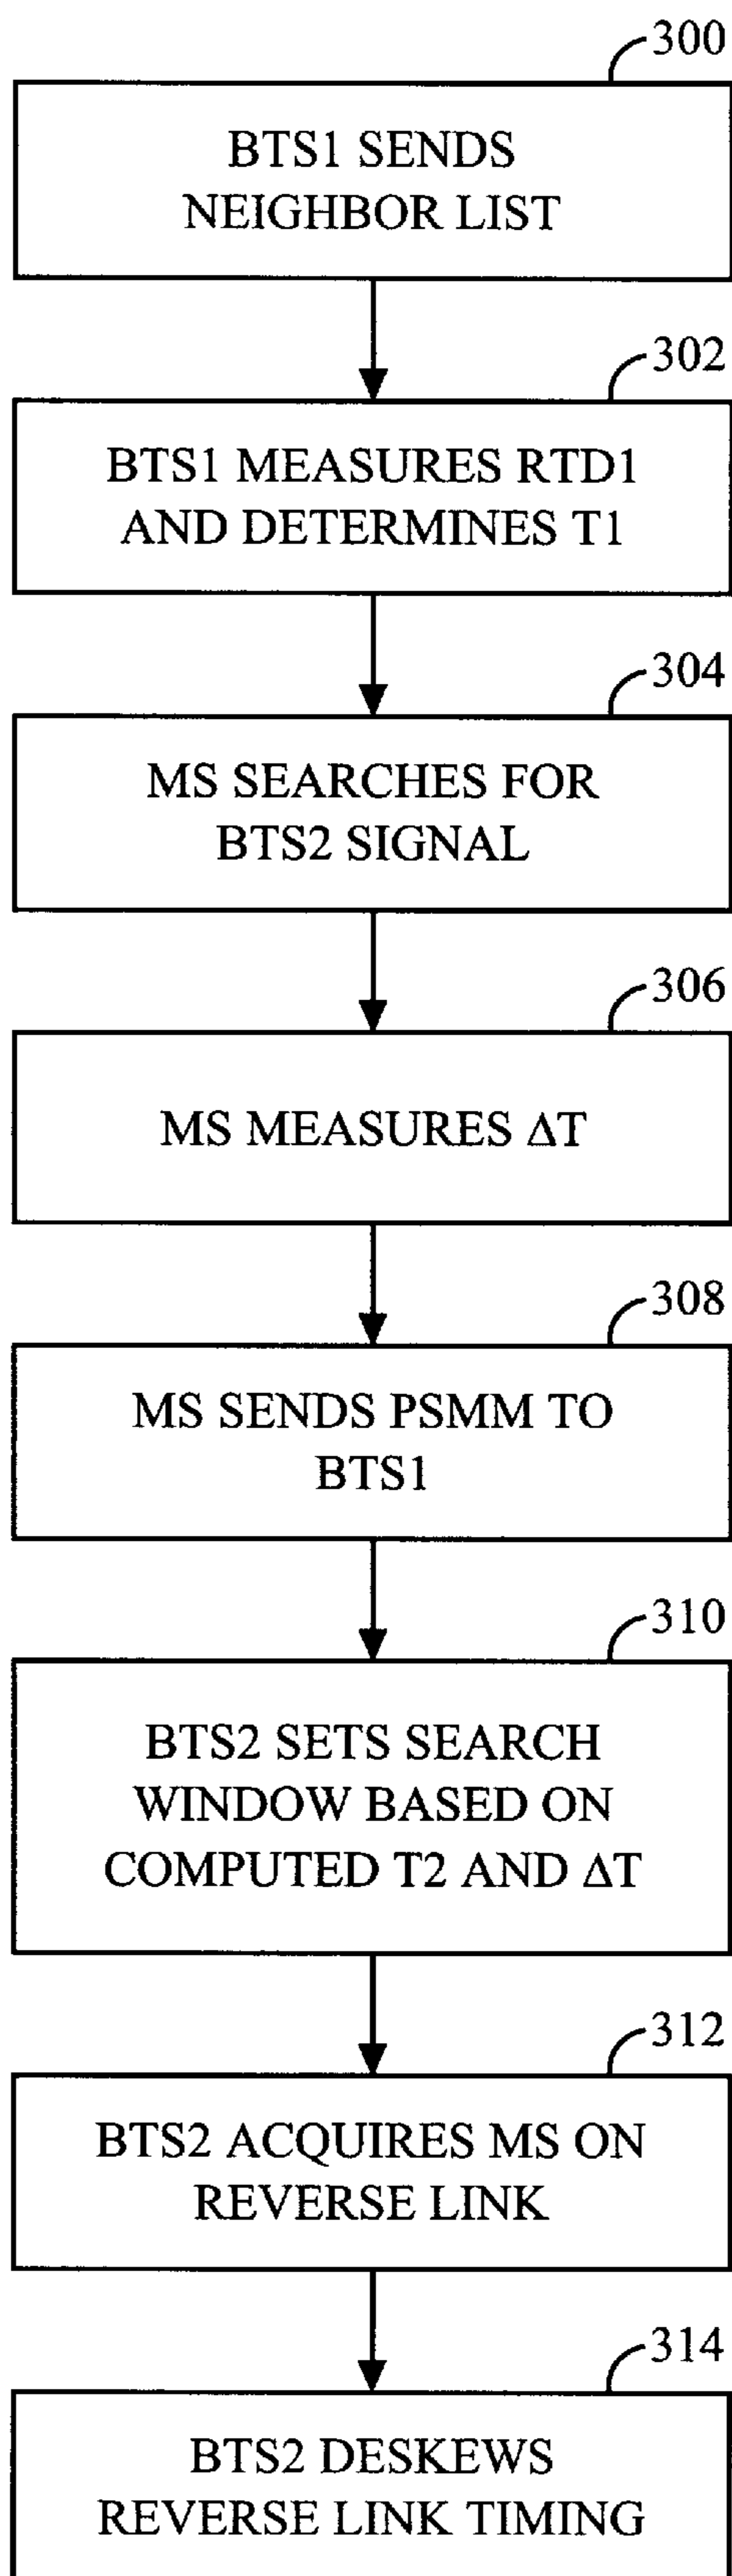 300
BTS1 SENDS
NEIGHBOR LIST
302
BTS1 MEASURES RTD1
AND DETERMINES T1
304
MS SEARCHES FOR
BTS2 SIGNAL
306
MS MEASURES ΔT
308
MS SENDS PSMM TO
BTS1
310
BTS2 SETS SEARCH
WINDOW BASED ON
COMPUTED T2 AND ΔT
312
BTS2 ACQUIRES MS ON
REVERSE LINK
314
BTS2 DESKEWS
REVERSE LINK TIMING